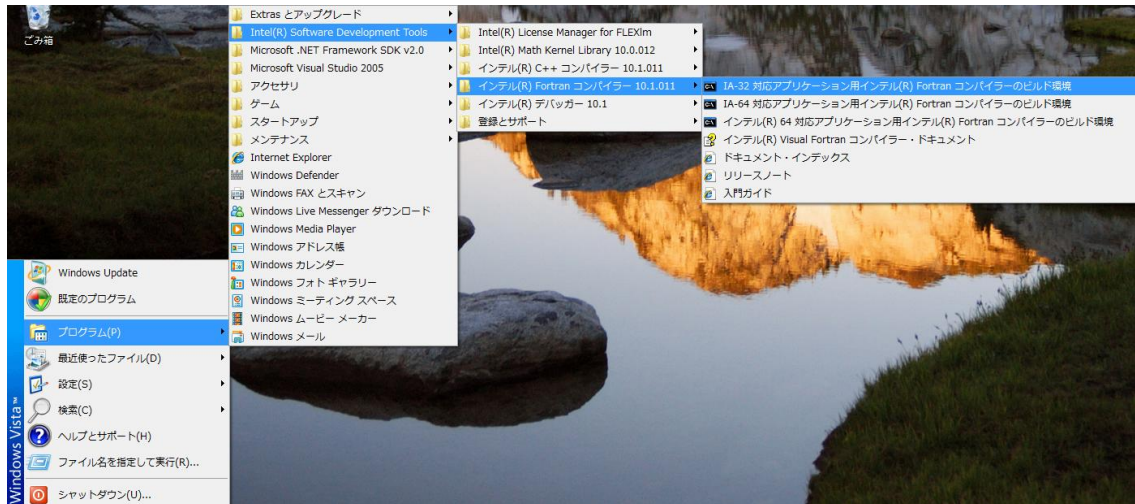 ごみ箱
Windows Update
既定のプログラム
プログラム(P)
最近使ったファイル(D)
設定(S)
検索(C)
ヘルプとサポート(H)
ファイル名を指定して実行(R)...
シャットダウン(U)...
Windows Vista™
Extras とアップグレード
Intel(R) Software Development Tools
Microsoft .NET Framework SDK v2.0
Microsoft Visual Studio 2005
アクセサリ
ゲーム
スタートアップ
メンテナンス
Internet Explorer
Windows Defender
Windows FAX とスキャン
Windows Live Messenger ダウンロード
Windows Media Player
Windows アドレス帳
Windows カレンダー
Windows フォト ギャラリー
Windows ミーティング スペース
Windows ムービー メーカー
Windows メール
Intel(R) License Manager for FLEXlm
Intel(R) Math Kernel Library 10.0.012
インテル(R) C++ コンパイラー 10.1.011
インテル(R) Fortran コンパイラー 10.1.011
インテル(R) デバッガー 10.1
登録とサポート
IA-32 対応アプリケーション用インテル(R) Fortran コンパイラーのビルド環境
IA-64 対応アプリケーション用インテル(R) Fortran コンパイラーのビルド環境
インテル(R) 64 対応アプリケーション用インテル(R) Fortran コンパイラーのビルド環境
インテル(R) Visual Fortran コンパイラー・ドキュメント
ドキュメント・インデックス
リリースノート
入門ガイド